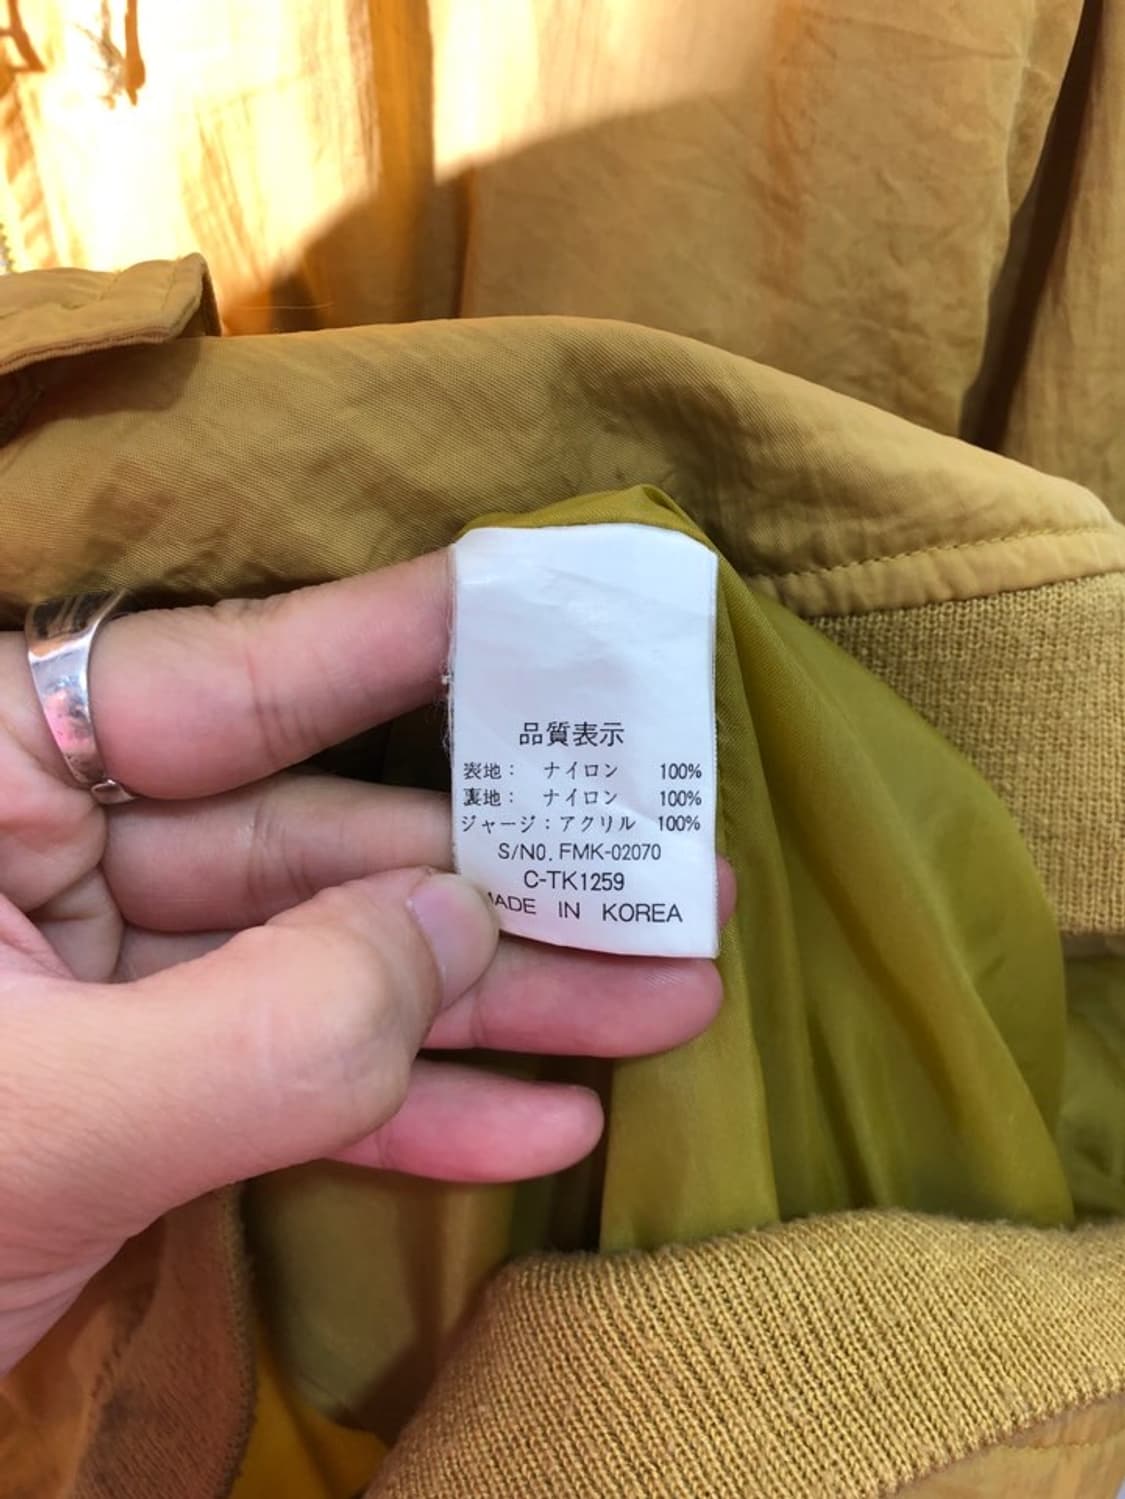 品質表示
表地： ナイロン 100%
裏地： ナイロン 100%
ジャージ：アクリル 100%
S/NO. FMK-02070
C-TK1259
MADE IN KOREA